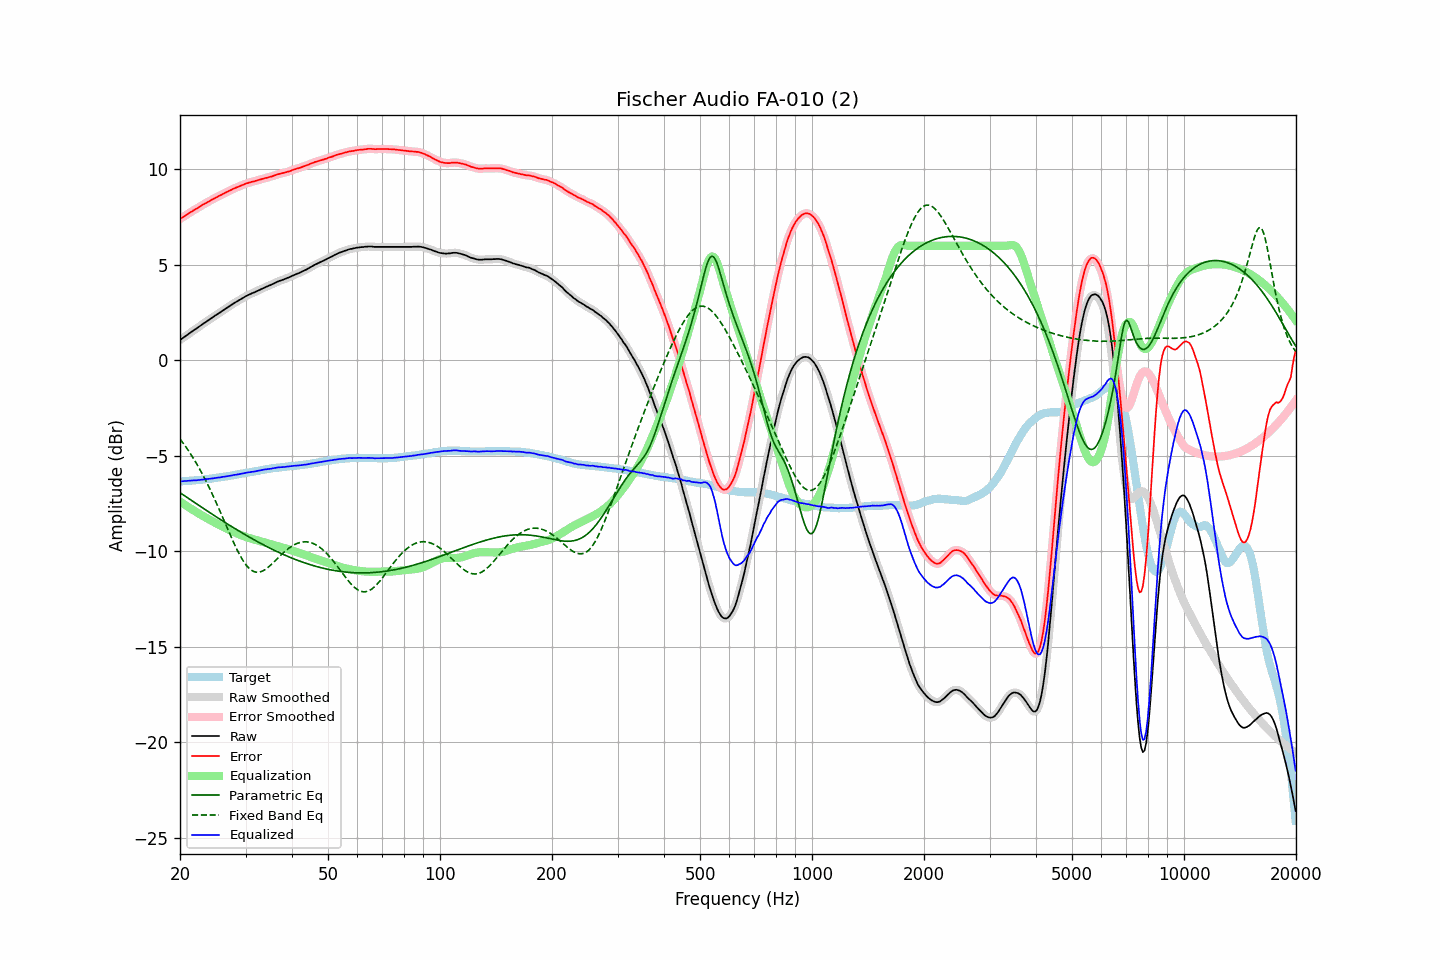 Fischer Audio FA-010 (2)
Amplitude (dBr)
10
5
0
−5
−10
−15
−20
−25
Target
Raw Smoothed
Error Smoothed
Raw
Error
Equalization
Parametric Eq
Fixed Band Eq
Equalized
20 50 100 200 500 1000 2000 5000 10000 20000
Frequency (Hz)